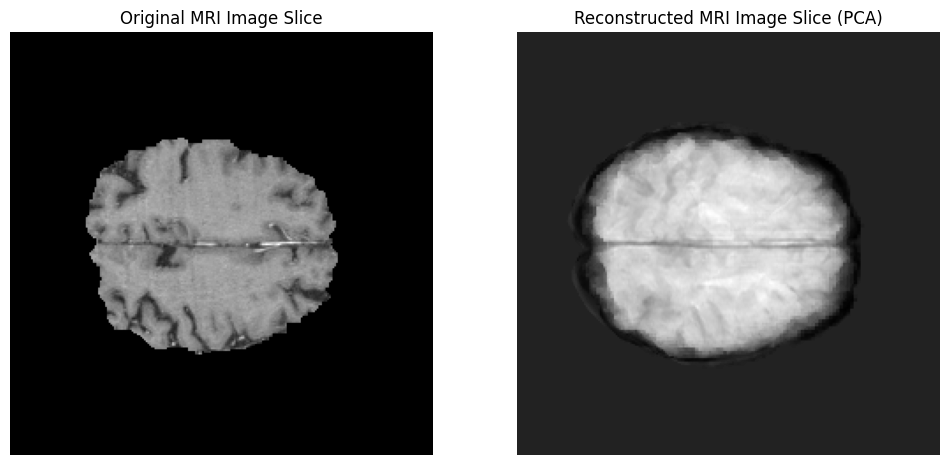 Original MRI Image Slice
Reconstructed MRI Image Slice (PCA)